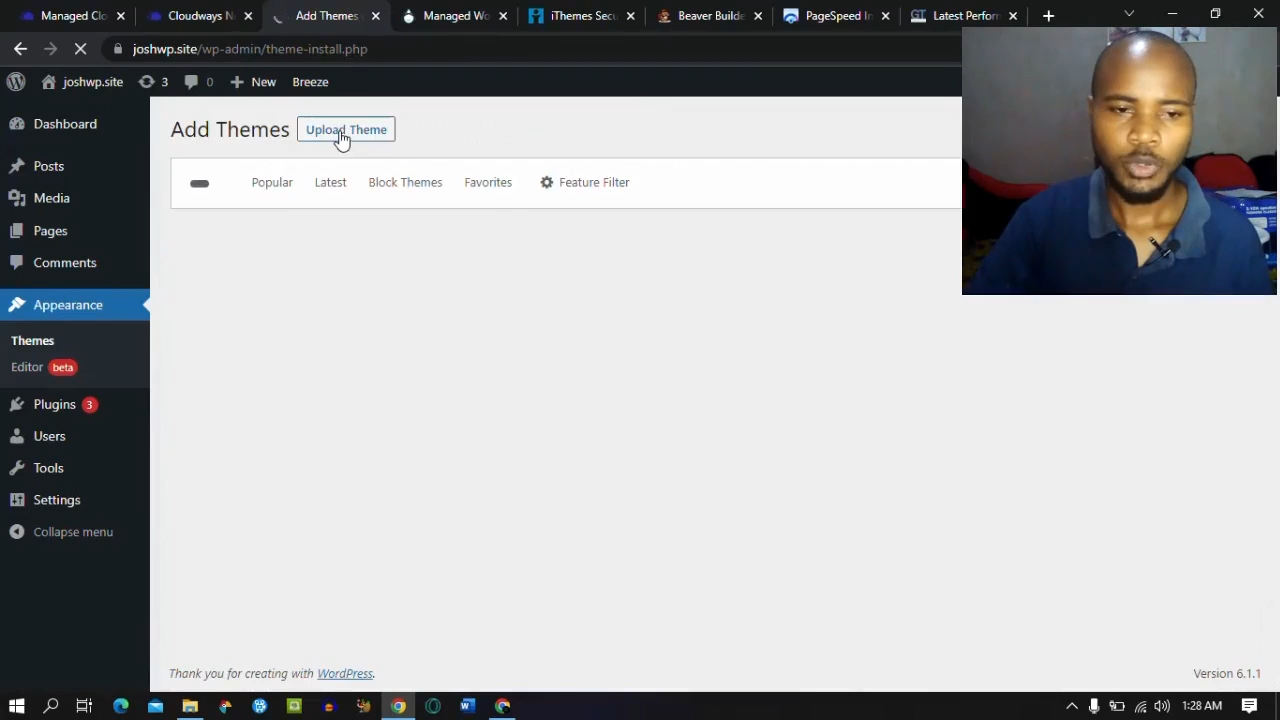 Managed Clo
Cloudways N
Add Themes
Managed Wo
iThemes Secu
Beaver Builde
PageSpeed In
Latest Perform
joshwp.site/wp-admin/theme-install.php
joshwp.site
3
0
New
Breeze
Dashboard
Posts
Media
Pages
Comments
Appearance
Themes
Editor beta
Plugins 3
Users
Tools
Settings
Collapse menu
Add Themes
Upload Theme
Popular
Latest
Block Themes
Favorites
Feature Filter
Thank you for creating with WordPress.
Version 6.1.1
1:28 AM